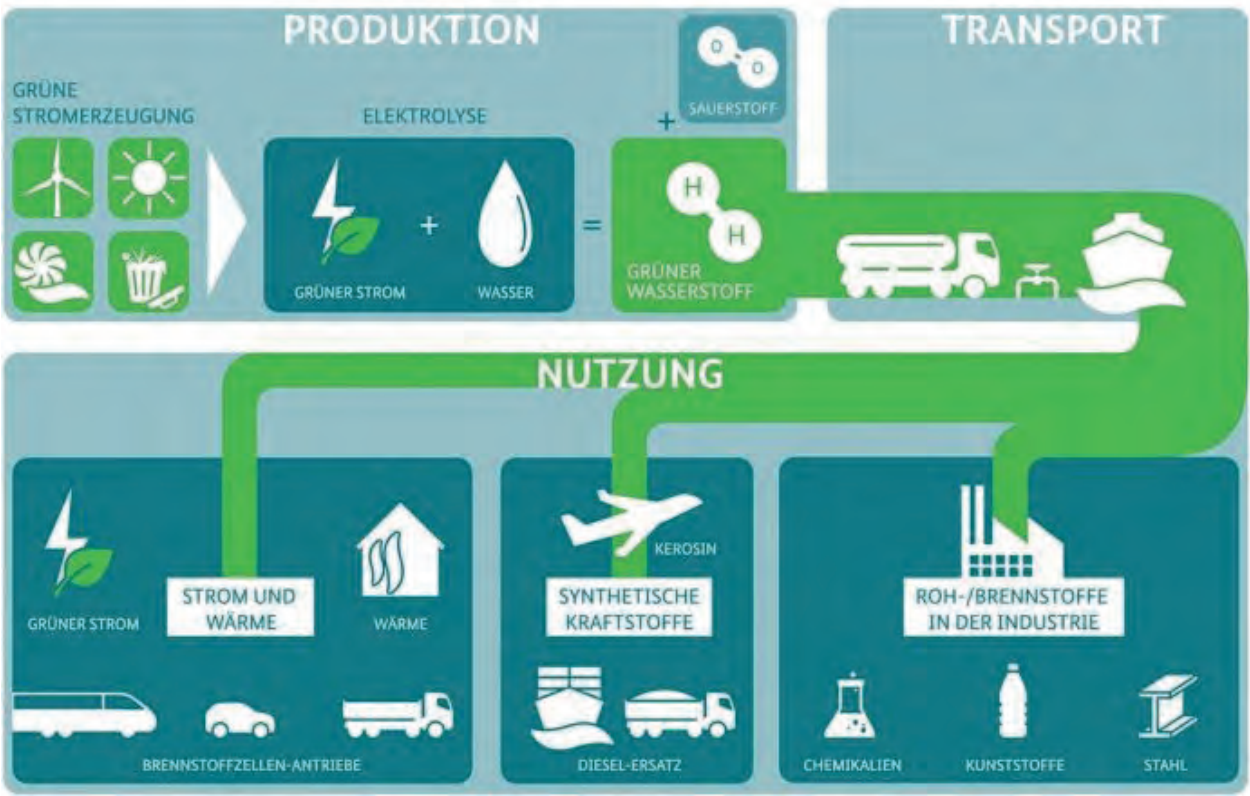 PRODUKTION
GRÜNE
STROMERZEUGUNG
ELEKTROLYSE
GRÜNER STROM
+
WASSER
=
+
O
O
SAUERSTOFF
H
H
GRÜNER
WASSERSTOFF
TRANSPORT
NUTZUNG
GRÜNER STROM
STROM UND
WÄRME
WÄRME
BRENNSTOFFZELLEN-ANTRIEBE
KEROSIN
SYNTHETISCHE
KRAFTSTOFFE
DIESEL-ERSATZ
ROH-/BRENNSTOFFE
IN DER INDUSTRIE
CHEMIKALIEN
KUNSTSTOFFE
STAHL